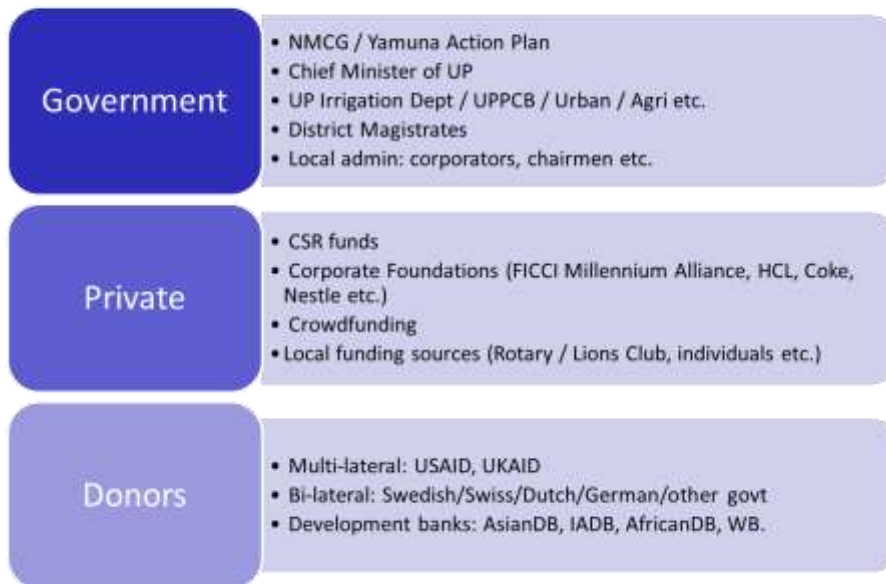 Government
• NMCG / Yamuna Action Plan
• Chief Minister of UP
• UP Irrigation Dept / UPPCB / Urban / Agri etc.
• District Magistrates
• Local admin: corporators, chairmen etc.
Private
• CSR funds
• Corporate Foundations (FICCI Millennium Alliance, HCL, Coke,
Nestle etc.)
• Crowdfunding
•Local funding sources (Rotary / Lions Club, individuals etc.)
Donors
• Multi-lateral: USAID, UKAID
• Bi-lateral: Swedish/Swiss/Dutch/German/other govt
• Development banks: AsianDB, IADB, AfricanDB, WB.